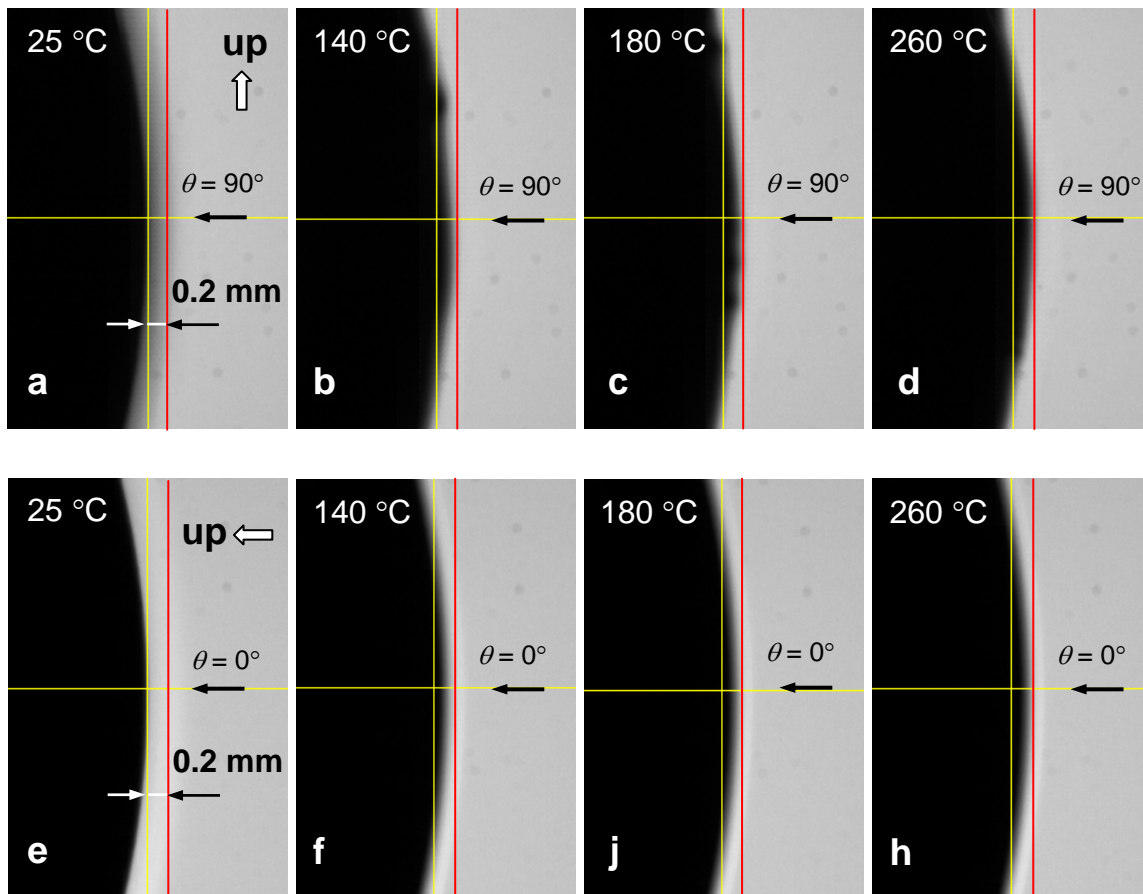 25 °C
up
θ = 90°
0.2 mm
a
140 °C
θ = 90°
b
180 °C
θ = 90°
c
260 °C
θ = 90°
d
25 °C
up
θ = 0°
0.2 mm
e
140 °C
θ = 0°
f
180 °C
θ = 0°
j
260 °C
θ = 0°
h